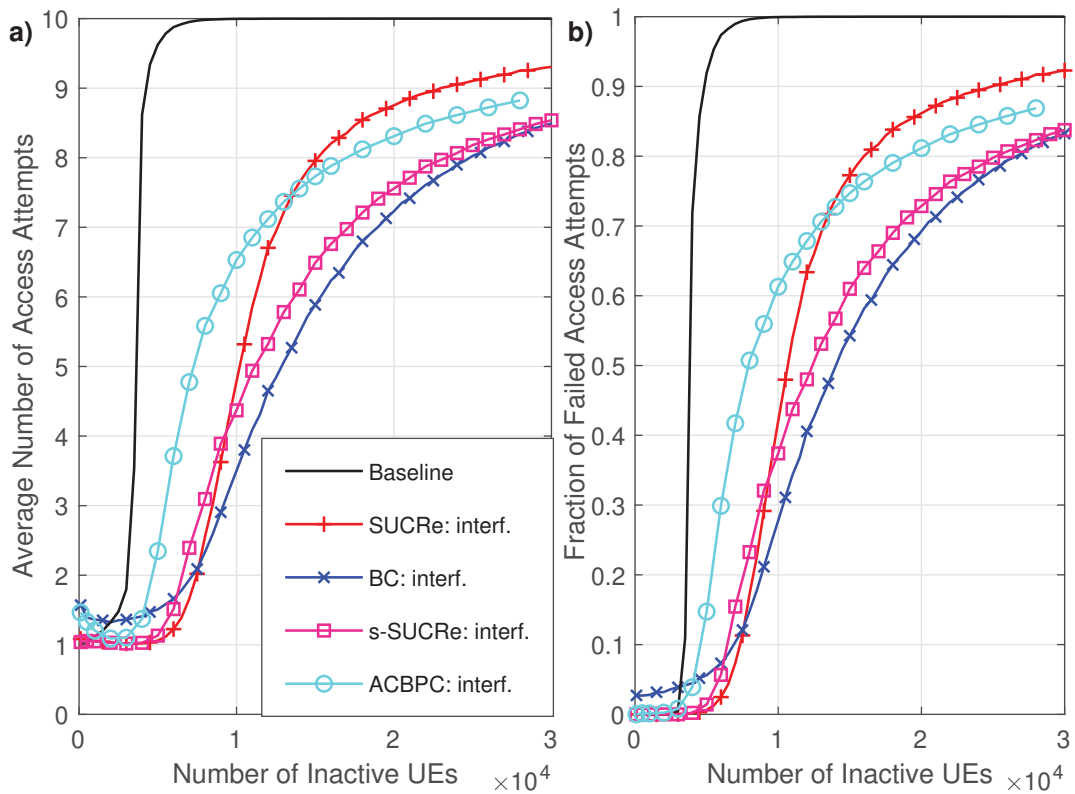 a)
10
9
8
7
6
5
4
3
2
1
0
Average Number of Access Attempts
0
1
2
3
Number of Inactive UEs
×10^4
Baseline
SUCRe: interf.
BC: interf.
s-SUCRe: interf.
ACBPC: interf.
b)
1
0.9
0.8
0.7
0.6
0.5
0.4
0.3
0.2
0.1
0
Fraction of Failed Access Attempts
0
1
2
3
Number of Inactive UEs
×10^4